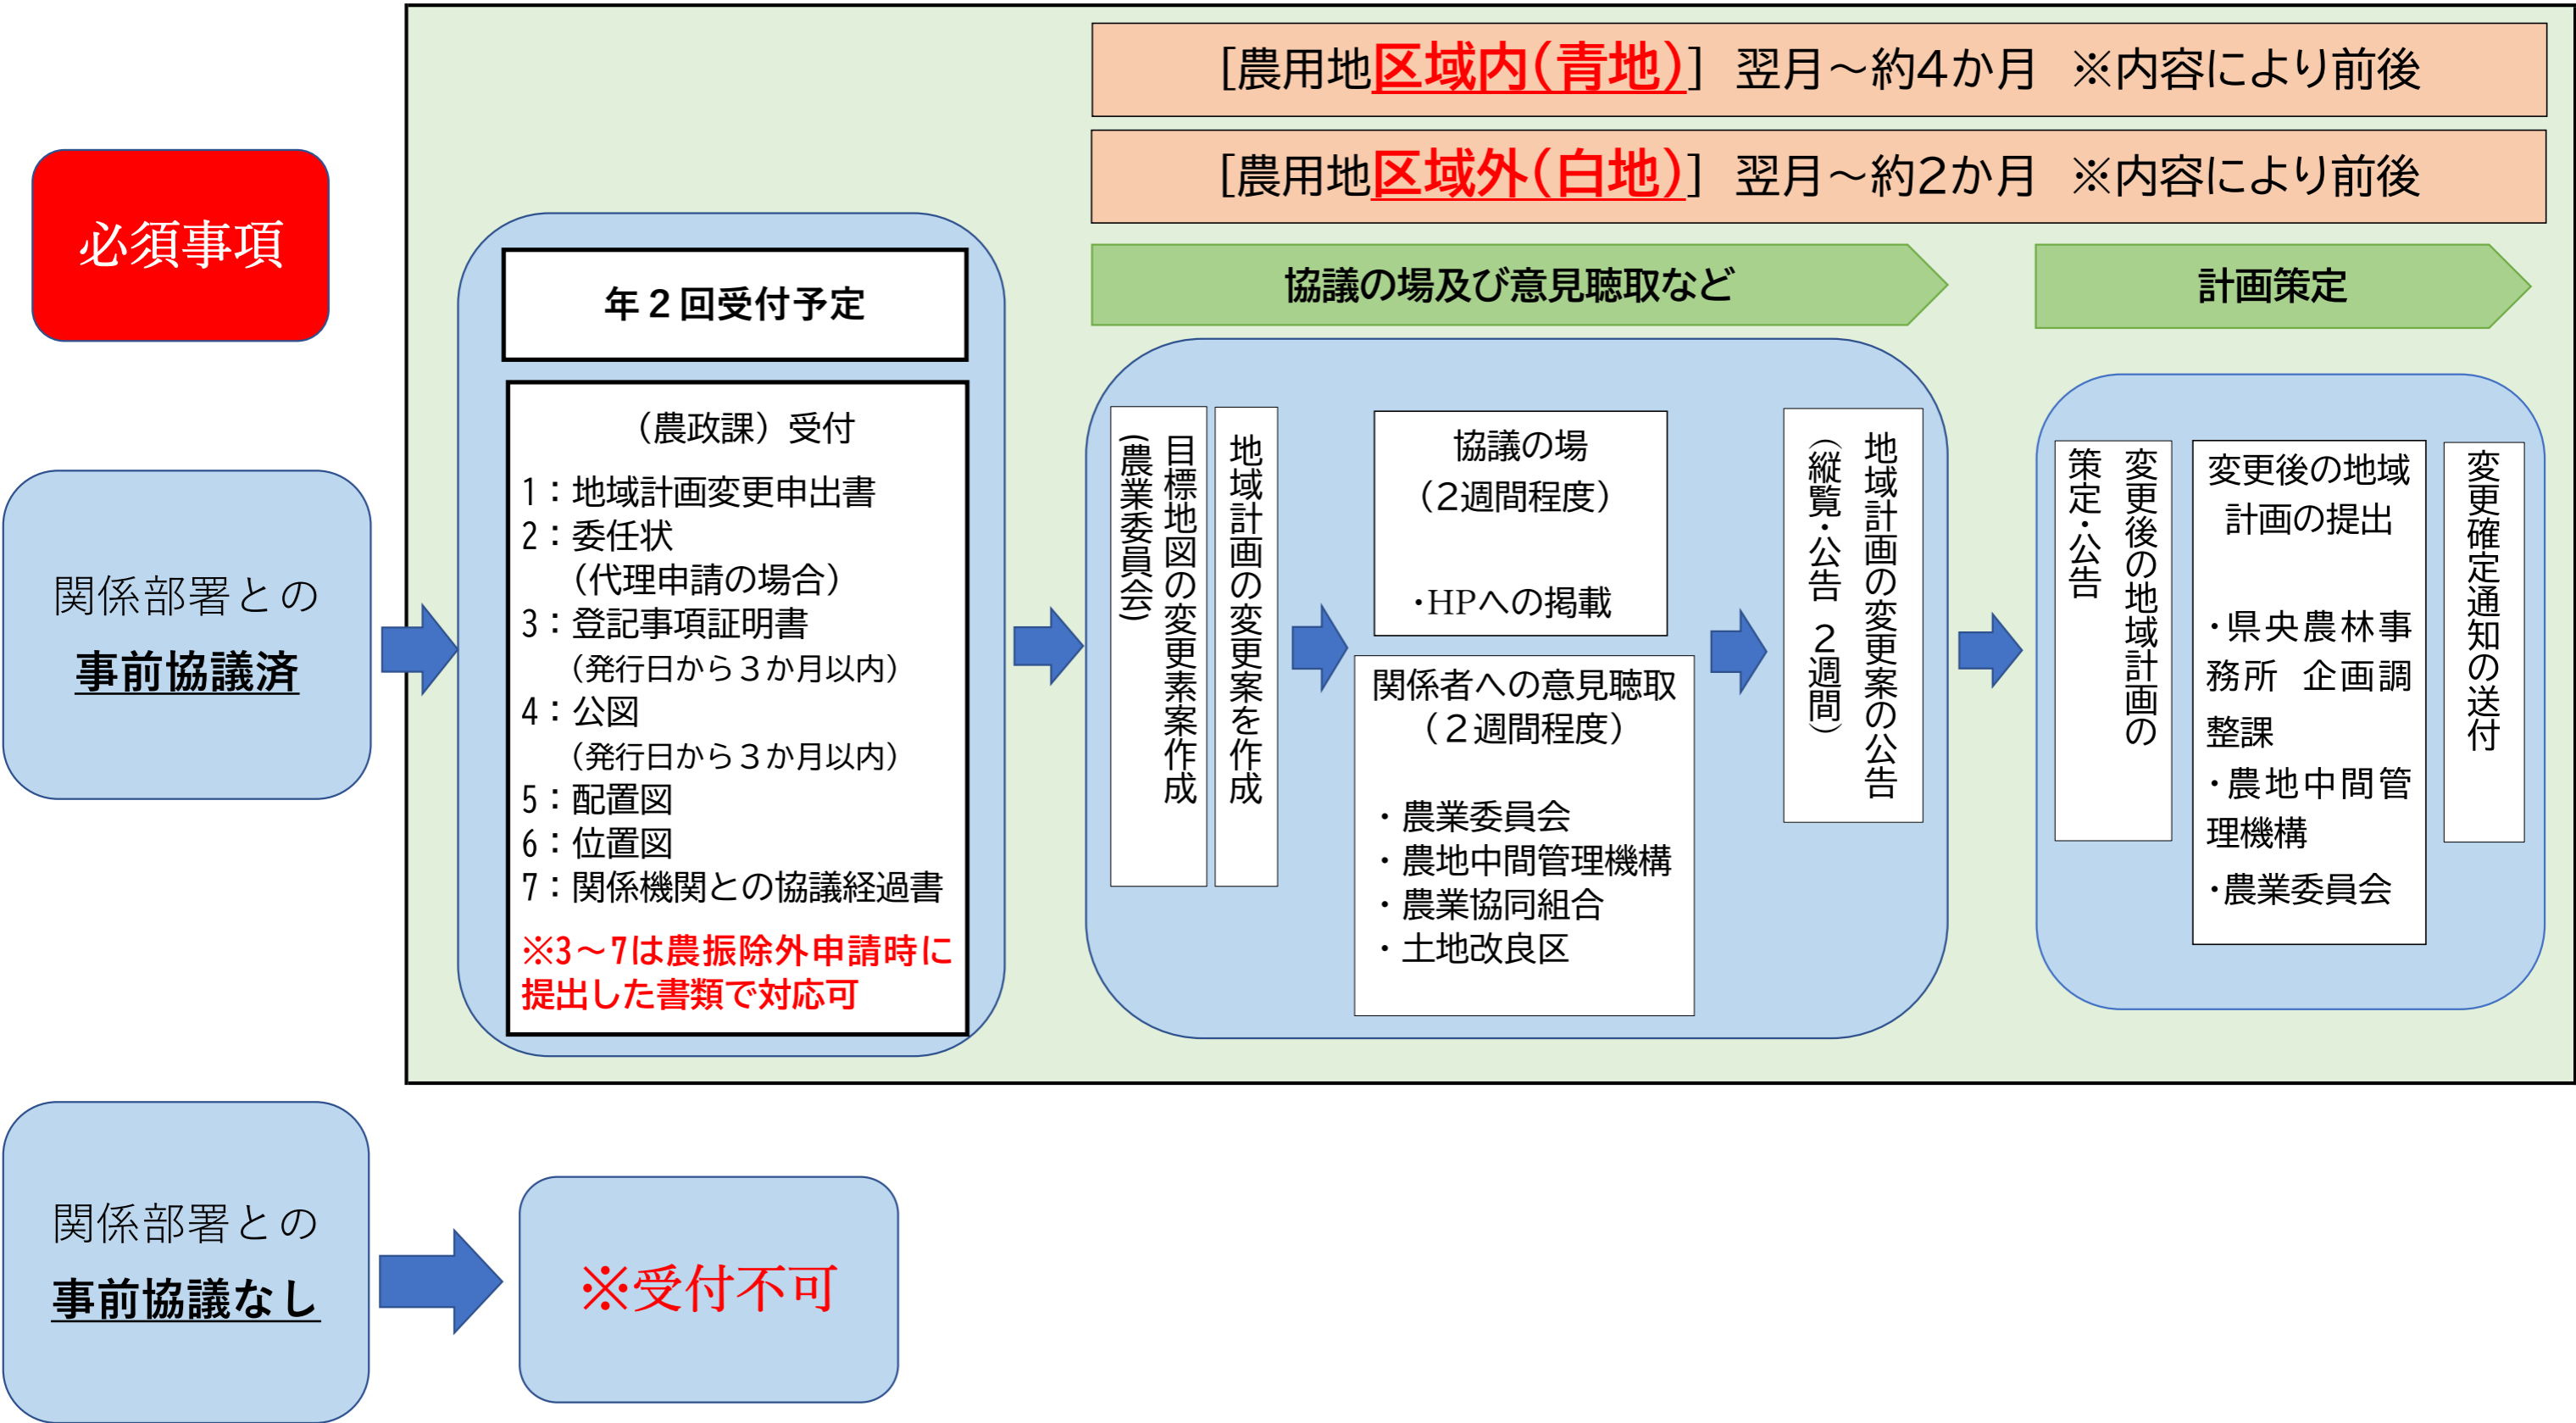 [農用地区域内(青地)] 翌月～約4か月 ※内容により前後
[農用地区域外(白地)] 翌月～約2か月 ※内容により前後
必須事項
関係部署との
事前協議済
年２回受付予定
（農政課）受付
1：地域計画変更申出書
2：委任状
（代理申請の場合）
3：登記事項証明書
（発行日から３か月以内）
4：公図
（発行日から３か月以内）
5：配置図
6：位置図
7：関係機関との協議経過書
※3～7は農振除外申請時に
提出した書類で対応可
協議の場及び意見聴取など
目標地図の変更素案作成
(農業委員会)
地域計画の変更案を作成
協議の場
（2週間程度）
・HPへの掲載
関係者への意見聴取
（２週間程度）
・農業委員会
・農地中間管理機構
・農業協同組合
・土地改良区
地域計画の変更案の公告
（縦覧・公告 ２週間）
計画策定
変更後の地域計画の
策定・公告
変更後の地域
計画の提出
・県央農林事
務所 企画調
整課
・農地中間管
理機構
・農業委員会
変更確定通知の送付
関係部署との
事前協議なし
※受付不可